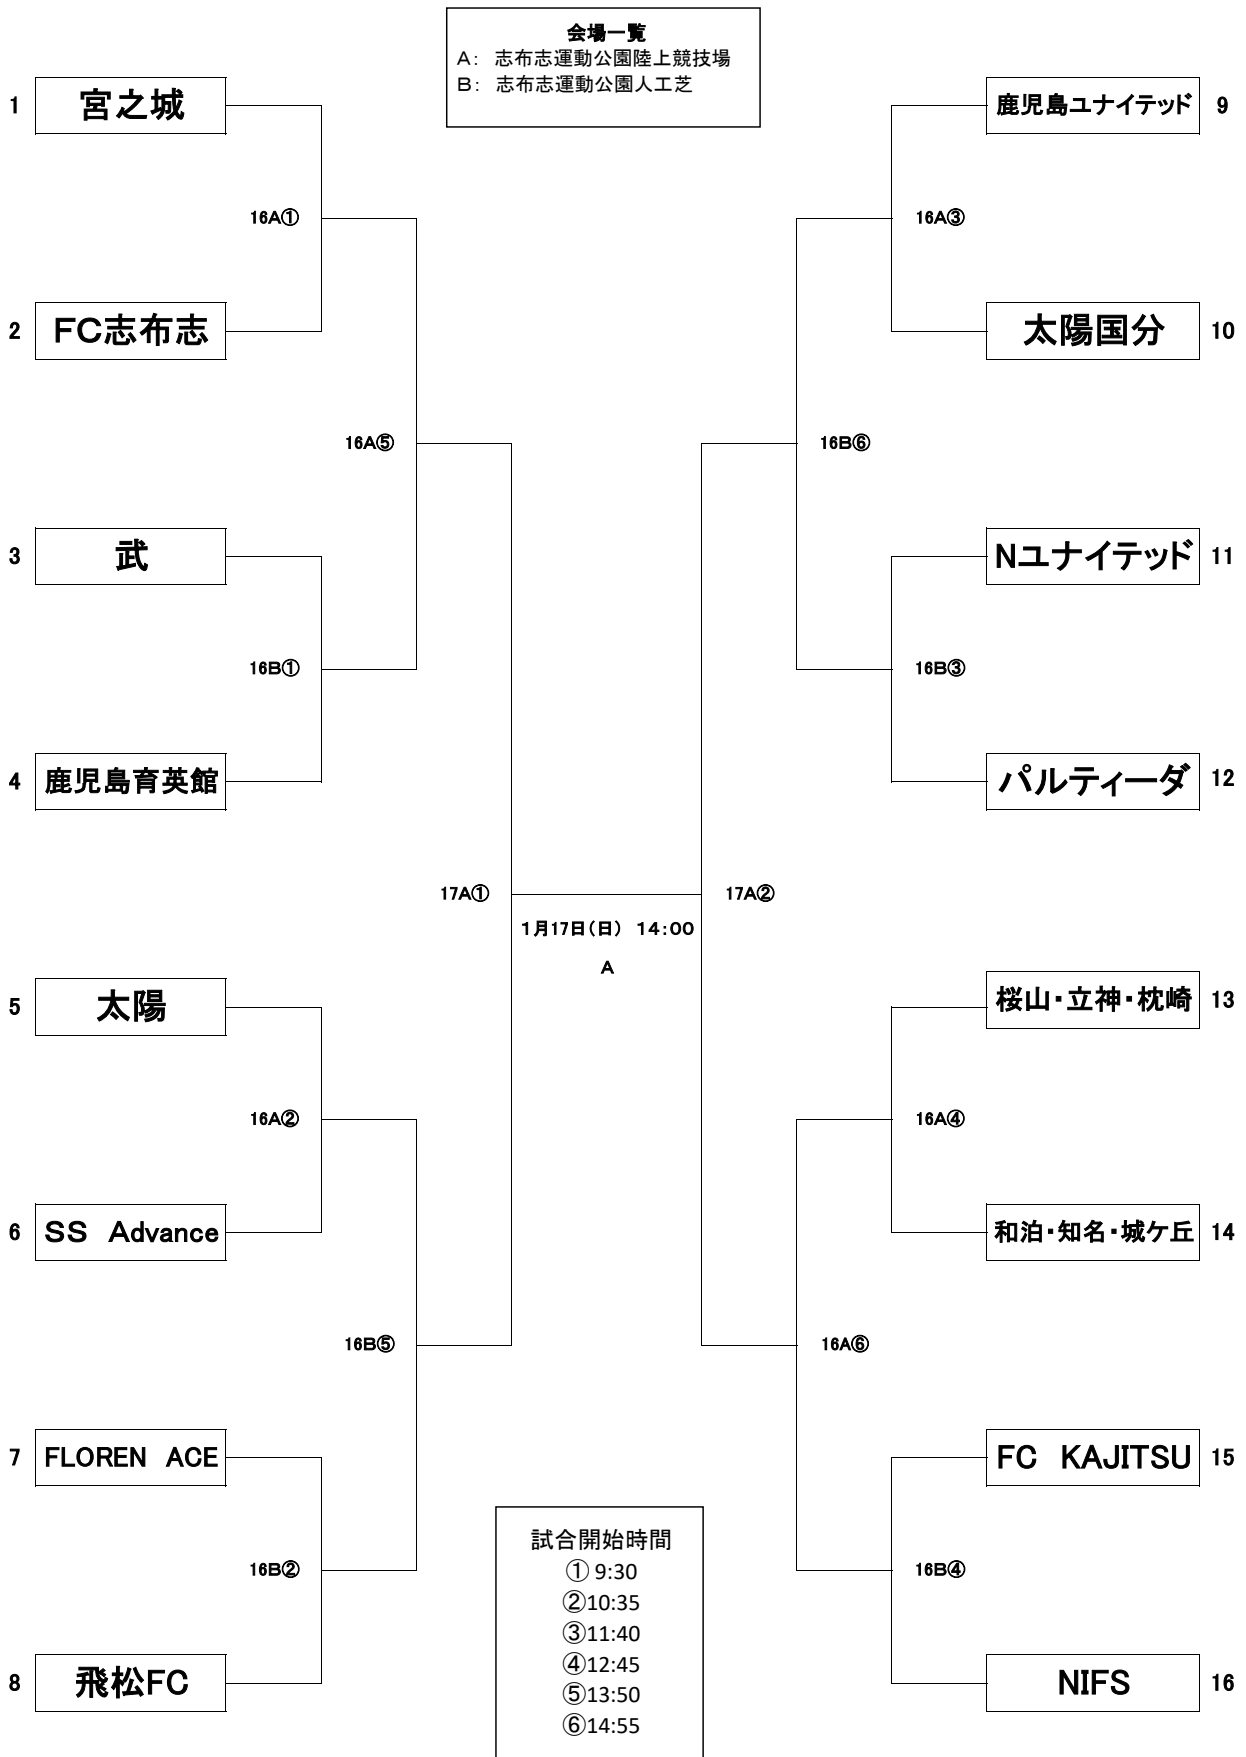 会場一覧
A： 志布志運動公園陸上競技場
B： 志布志運動公園人工芝
1 宮之城
鹿児島ユナイテッド 9
16A①
16A③
2 FC志布志
太陽国分 10
16A⑤
16B⑥
3 武
Nユナイテッド 11
16B①
16B③
4 鹿児島育英館
パルティーダ 12
17A①
17A②
1月17日（日） 14：00
A
5 太陽
桜山・立神・枕崎 13
16A②
16A④
6 SS Advance
和泊・知名・城ケ丘 14
16B⑤
16A⑥
7 FLOREN ACE
FC KAJITSU 15
16B②
16B④
8 飛松FC
NIFS 16
試合開始時間
① 9:30
②10:35
③11:40
④12:45
⑤13:50
⑥14:55